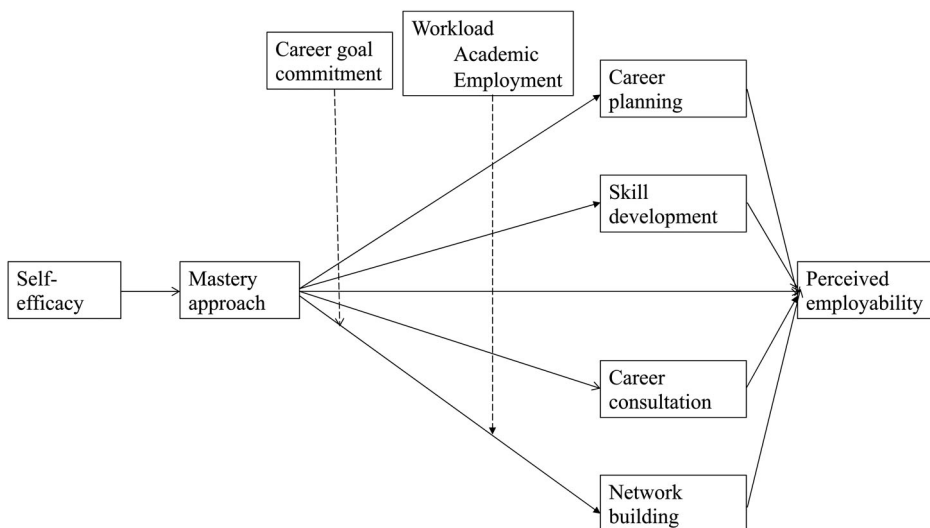 Career goal
commitment
Workload
Academic
Employment
Career
planning
Skill
development
Self-
efficacy
Mastery
approach
Perceived
employability
Career
consultation
Network
building